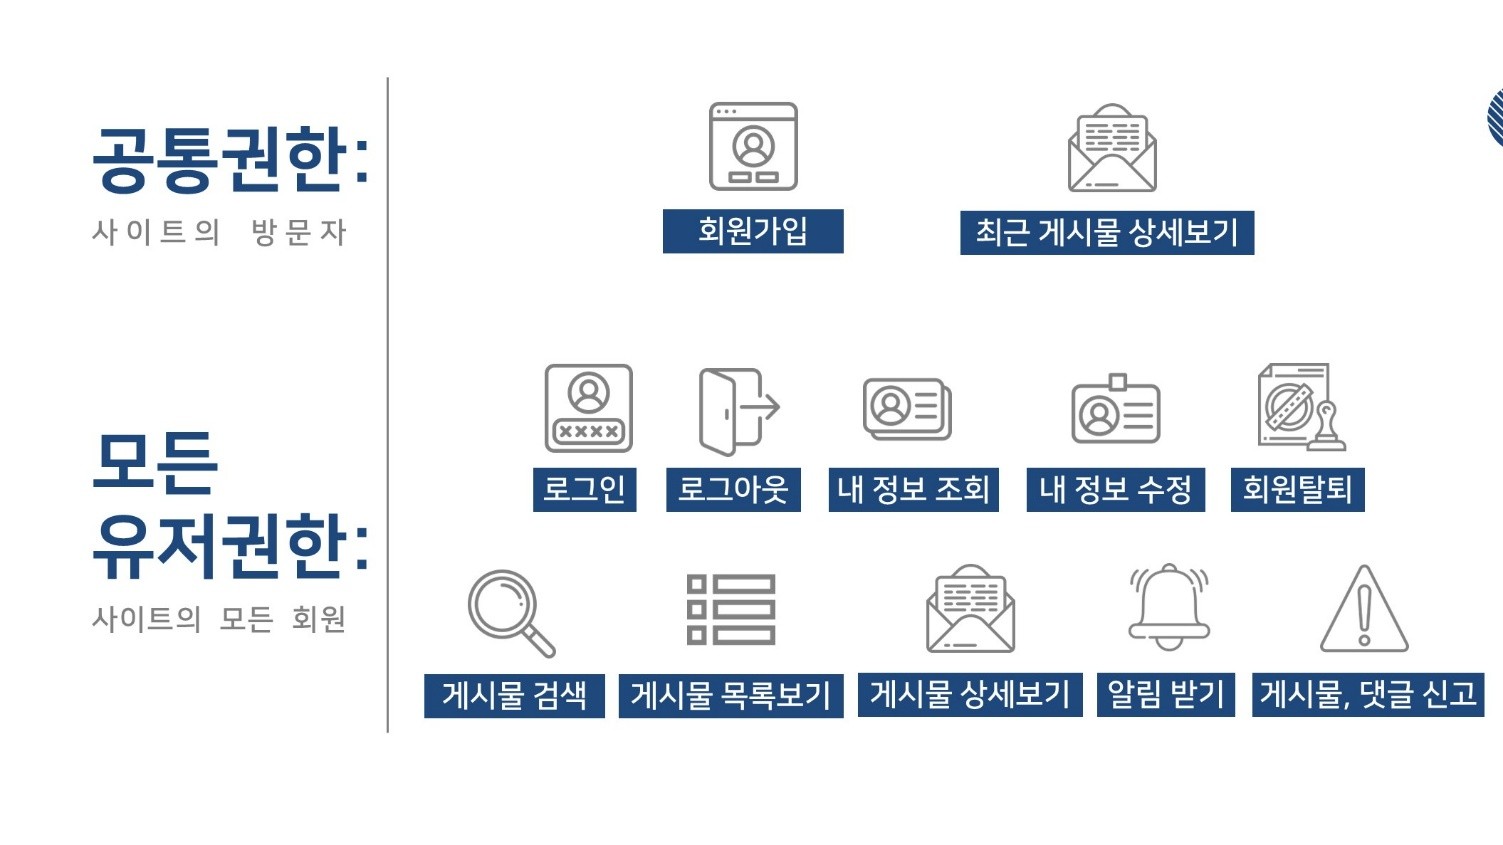 공통권한:
사이트의 방문자
회원가입
최근 게시물 상세보기
모든
유저권한:
사이트의 모든 회원
로그인
로그아웃
내 정보 조회
내 정보 수정
회원탈퇴
게시물 검색
게시물 목록보기
게시물 상세보기
알림 받기
게시물, 댓글 신고